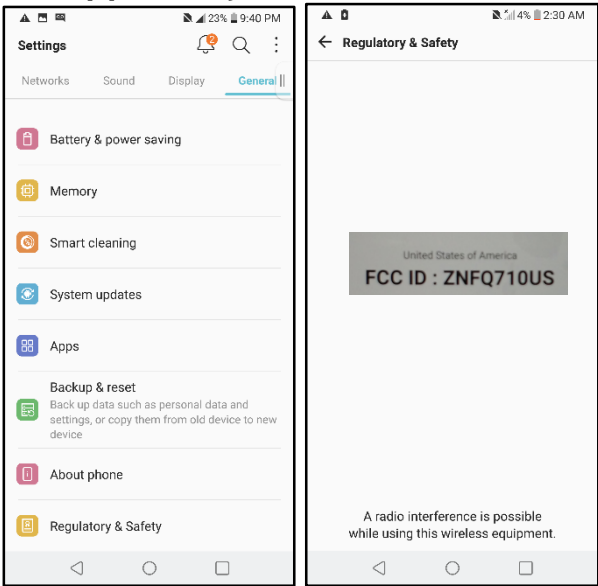 23% 9:40 PM
Settings
2
Networks Sound Display General
Battery & power saving
Memory
Smart cleaning
System updates
Apps
Backup & reset
Back up data such as personal data and
settings, or copy them from old device to new
device
About phone
Regulatory & Safety
4% 2:30 AM
Regulatory & Safety
United States of America
FCC ID : ZNFQ710US
A radio interference is possible
while using this wireless equipment.